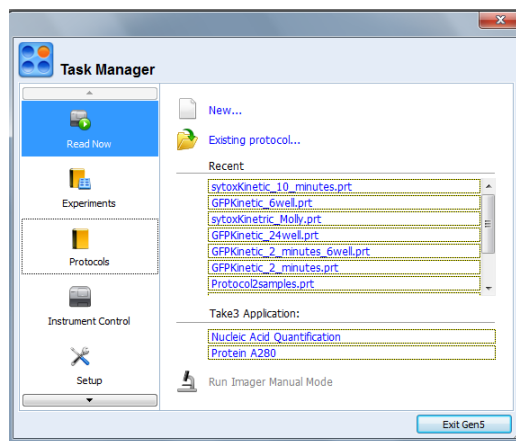 Task Manager
Read Now
Experiments
Protocols
Instrument Control
Setup
New...
Existing protocol...
Recent
sytoxKinetic_10_minutes.prt
GFPKinetic_6well.prt
sytoxKinetric_Molly.prt
GFPKinetic_24well.prt
GFPKinetic_2_minutes_6well.prt
GFPKinetic_2_minutes.prt
Protocol2samples.prt
Take3 Application:
Nucleic Acid Quantification
Protein A280
Run Imager Manual Mode
Exit Gen5